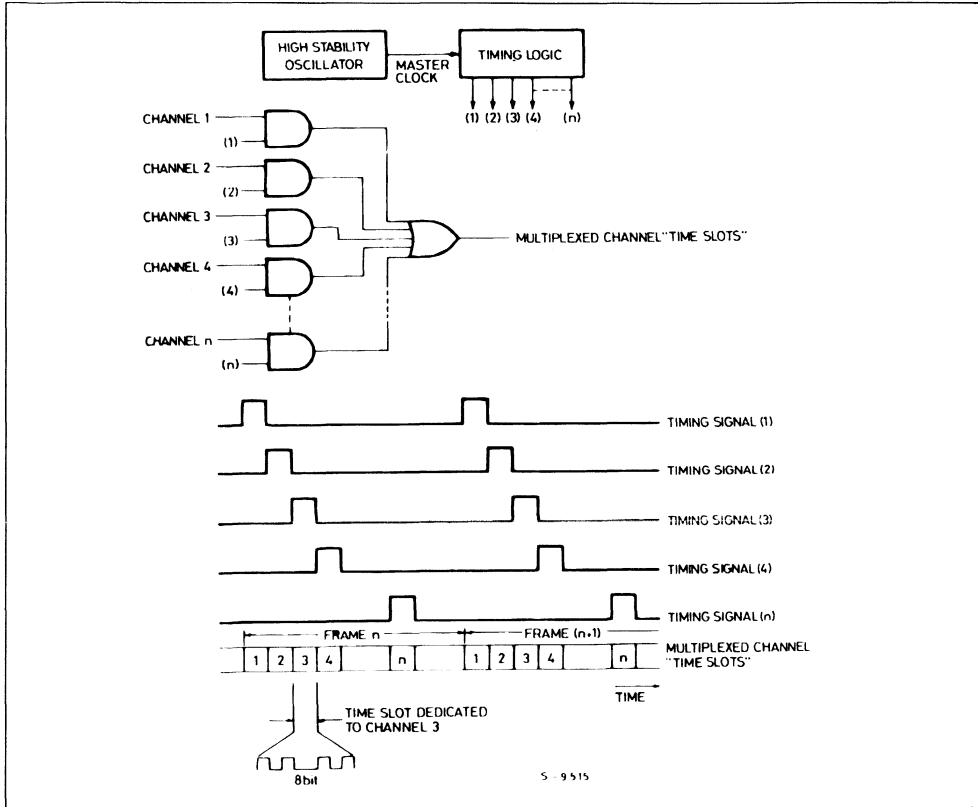 HIGH STABILITY
OSCILLATOR
MASTER
CLOCK
TIMING LOGIC
(1) (2) (3) (4) (n)
CHANNEL 1
(1)
CHANNEL 2
(2)
CHANNEL 3
(3)
CHANNEL 4
(4)
CHANNEL n
(n)
MULTIPLEXED CHANNEL "TIME SLOTS"
TIMING SIGNAL (1)
TIMING SIGNAL (2)
TIMING SIGNAL (3)
TIMING SIGNAL (4)
TIMING SIGNAL (n)
FRAME n FRAME (n+1)
1 2 3 4 n 1 2 3 4 n
MULTIPLEXED CHANNEL
"TIME SLOTS"
TIME
TIME SLOT DEDICATED
TO CHANNEL 3
8bit
S - 9515